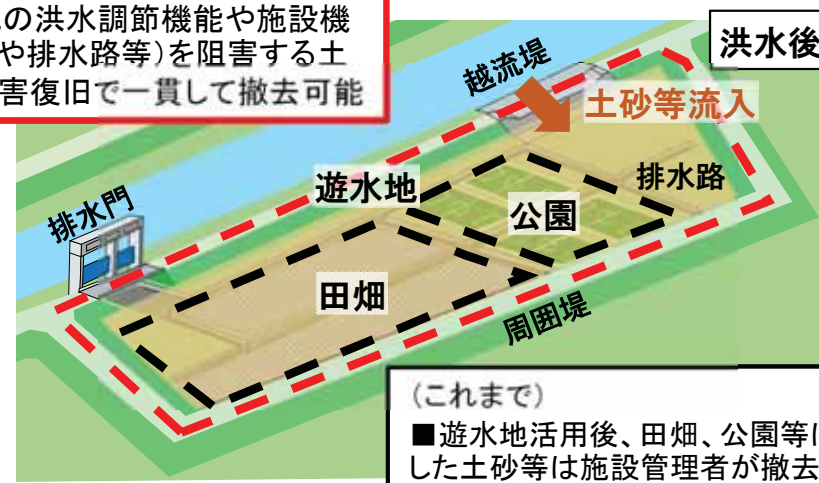 の洪水調節機能や施設機
や排水路等)を阻害する土
害復旧で一貫して撤去可能
洪水後
越流堤
土砂等流入
排水路
遊水地
公園
排水門
田畑
周囲堤
(これまで)
■遊水地活用後、田畑、公園等に
した土砂等は施設管理者が撤去